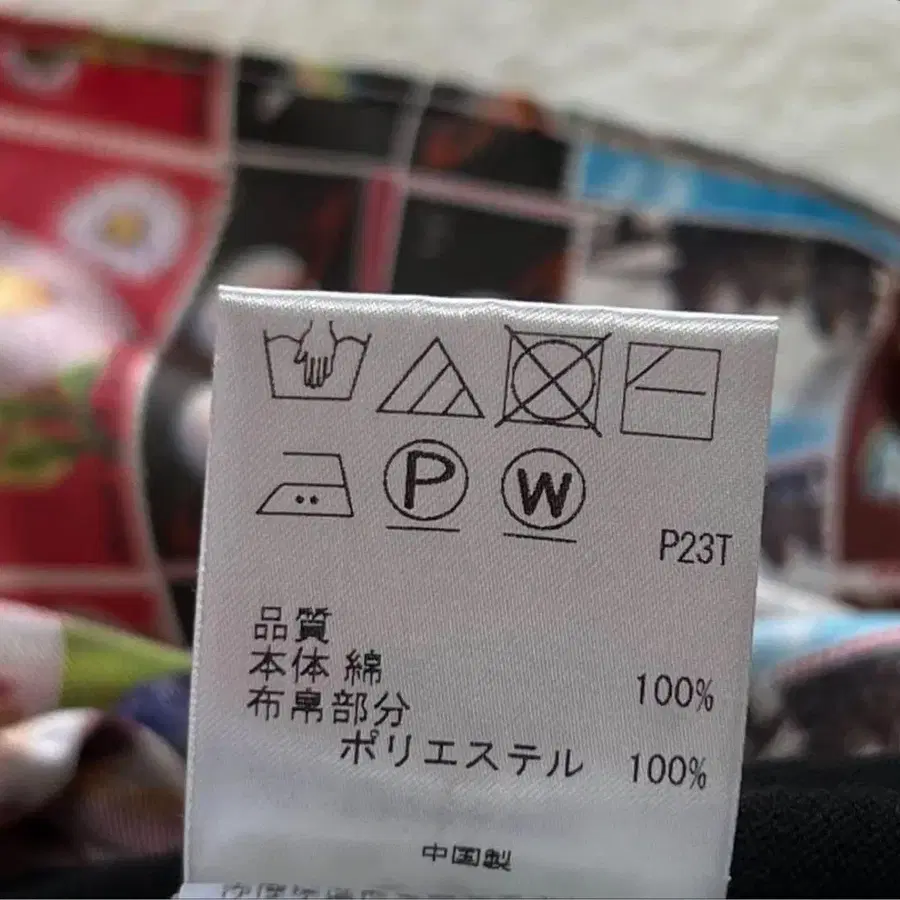 P
W
P23T
品質
本体 綿 100%
布帛部分
ポリエステル 100%
中国製